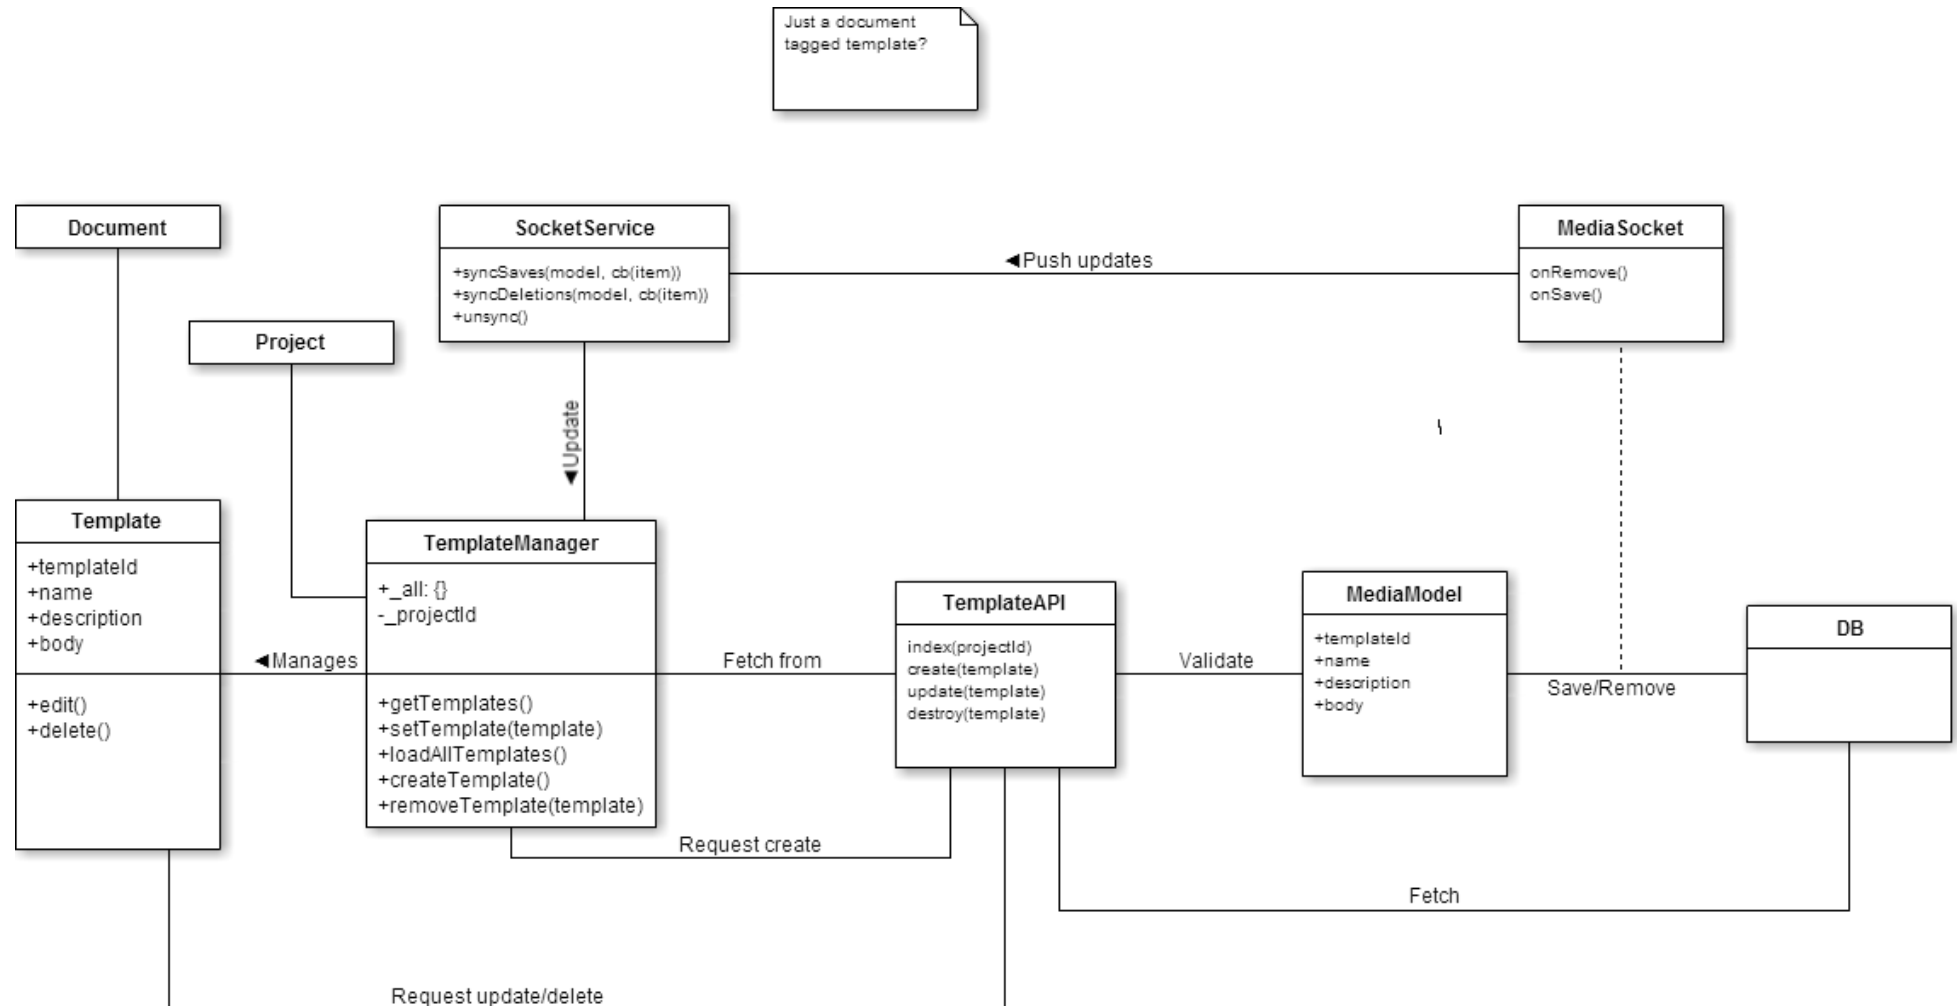 Just a document
tagged template?
Document
SocketService
+syncSaves(model, cb(item))
+syncDeletions(model, cb(item))
+unsync()
◄Push updates
MediaSocket
onRemove()
onSave()
Project
◄Update
Template
+templateId
+name
+description
+body
+edit()
+delete()
◄Manages
TemplateManager
+_all: {}
-_projectId
+getTemplates()
+setTemplate(template)
+loadAllTemplates()
+createTemplate()
+removeTemplate(template)
Fetch from
TemplateAPI
index(projectId)
create(template)
update(template)
destroy(template)
Validate
MediaModel
+templateId
+name
+description
+body
Save/Remove
DB
Request create
Fetch
Request update/delete